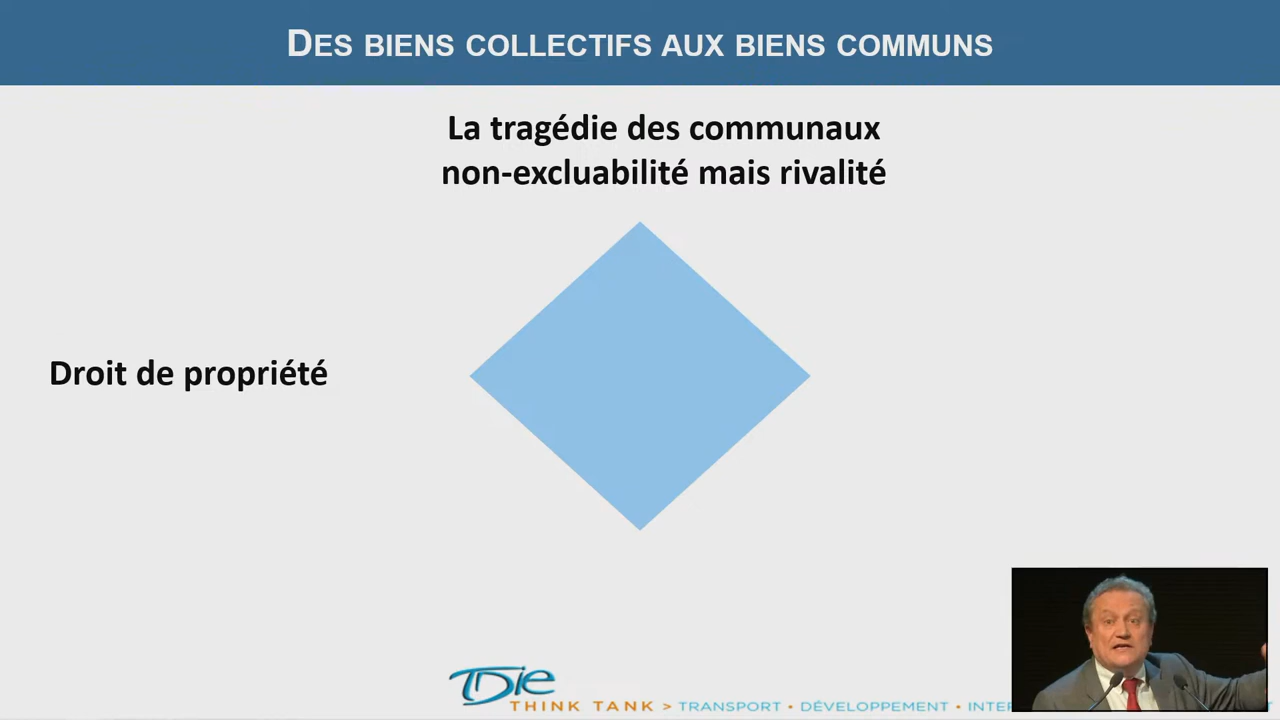 DES BIENS COLLECTIFS AUX BIENS COMMUNS
La tragédie des communaux
non-excluabilité mais rivalité
Droit de propriété
TDie
THINK TANK > TRANSPORT • DÉVELOPPEMENT •